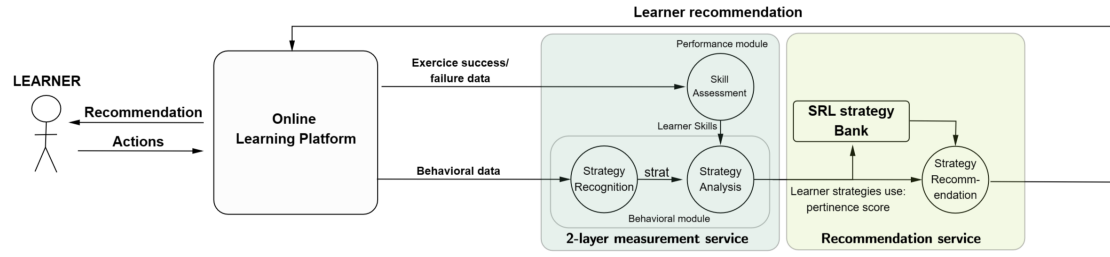 Learner recommendation
LEARNER
Recommendation
Actions
Online
Learning Platform
Exercice success/
failure data
Behavioral data
Performance module
Skill
Assessment
Learner Skills
Strategy
Recognition
strat
Strategy
Analysis
Behavioral module
2-layer measurement service
SRL strategy
Bank
Strategy
Recomm-
endation
Learner strategies use:
pertinence score
Recommendation service